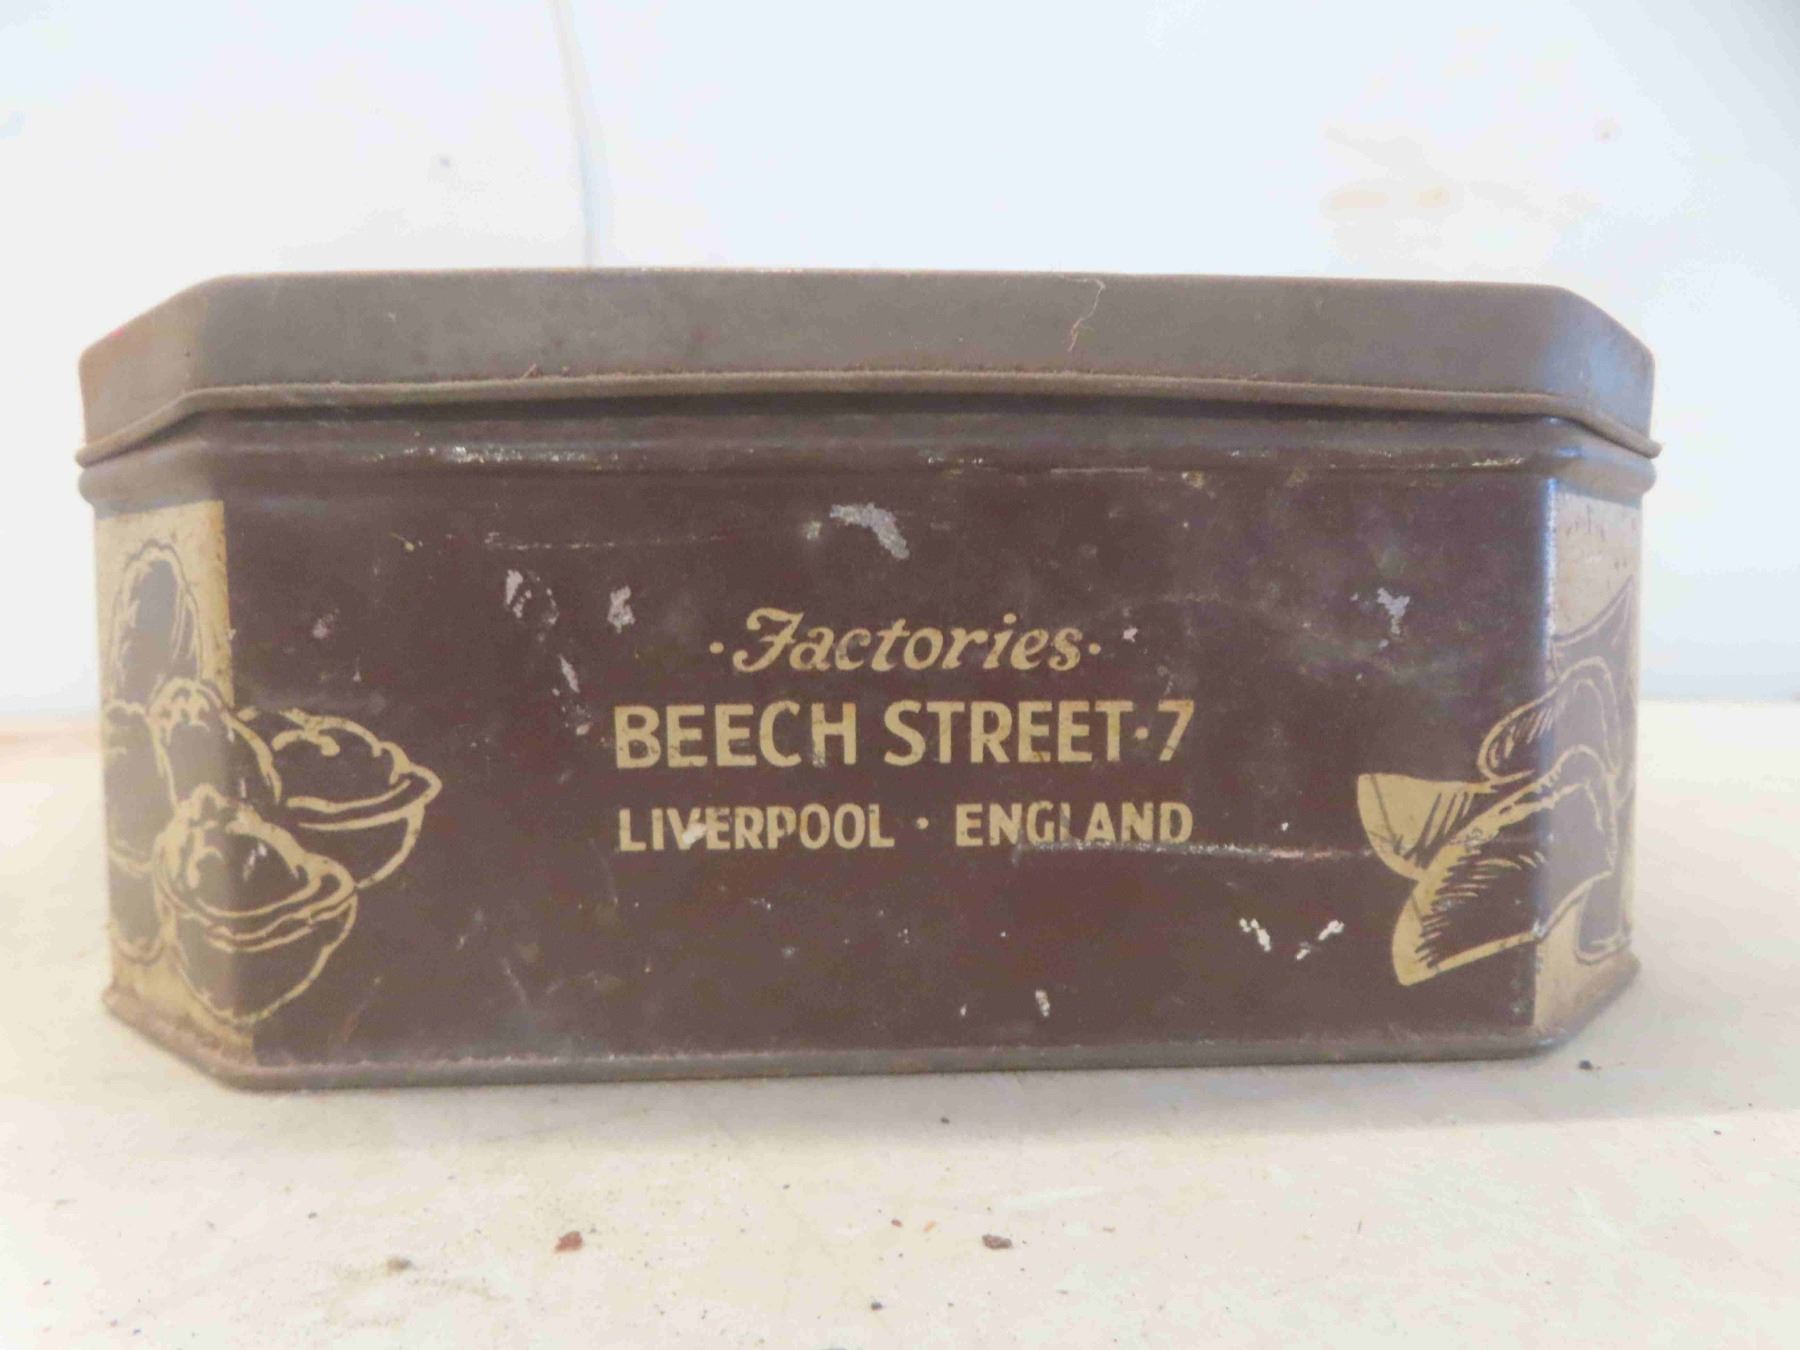 ·Factories·
BEECH STREET·7
LIVERPOOL · ENGLAND